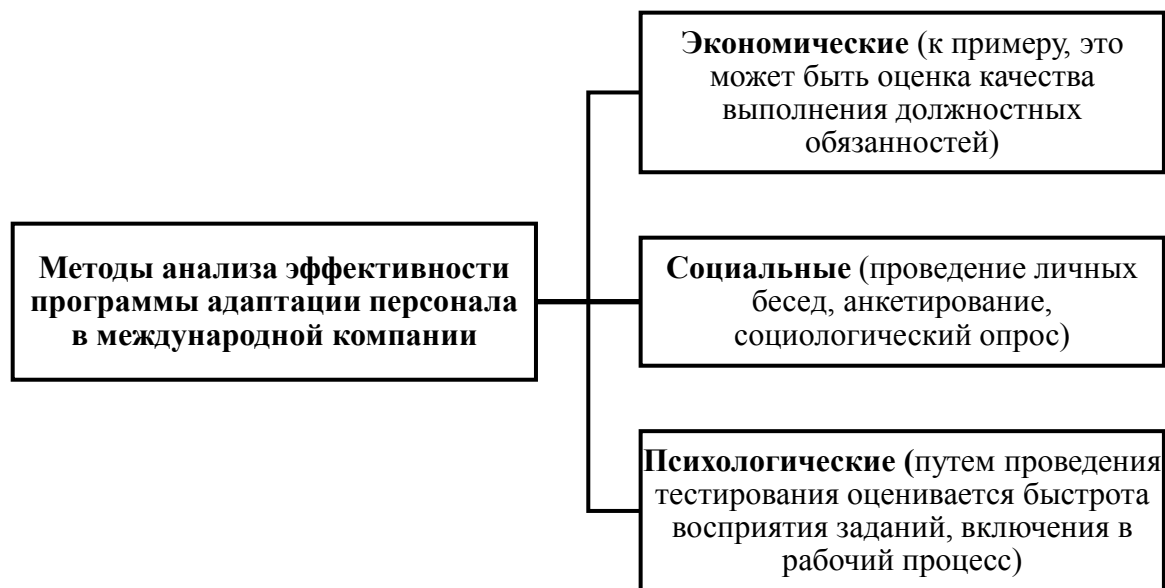 Методы анализа эффективности
программы адаптации персонала
в международной компании
Экономические (к примеру, это
может быть оценка качества
выполнения должностных
обязанностей)
Социальные (проведение личных
бесед, анкетирование,
социологический опрос)
Психологические (путем проведения
тестирования оценивается быстрота
восприятия заданий, включения в
рабочий процесс)